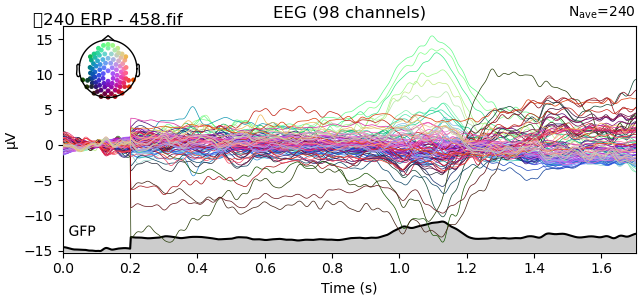 240 ERP - 458.fif
EEG (98 channels)
Nave=240
µV
15
10
5
0
−5
−10
−15
GFP
0.0 0.2 0.4 0.6 0.8 1.0 1.2 1.4 1.6
Time (s)